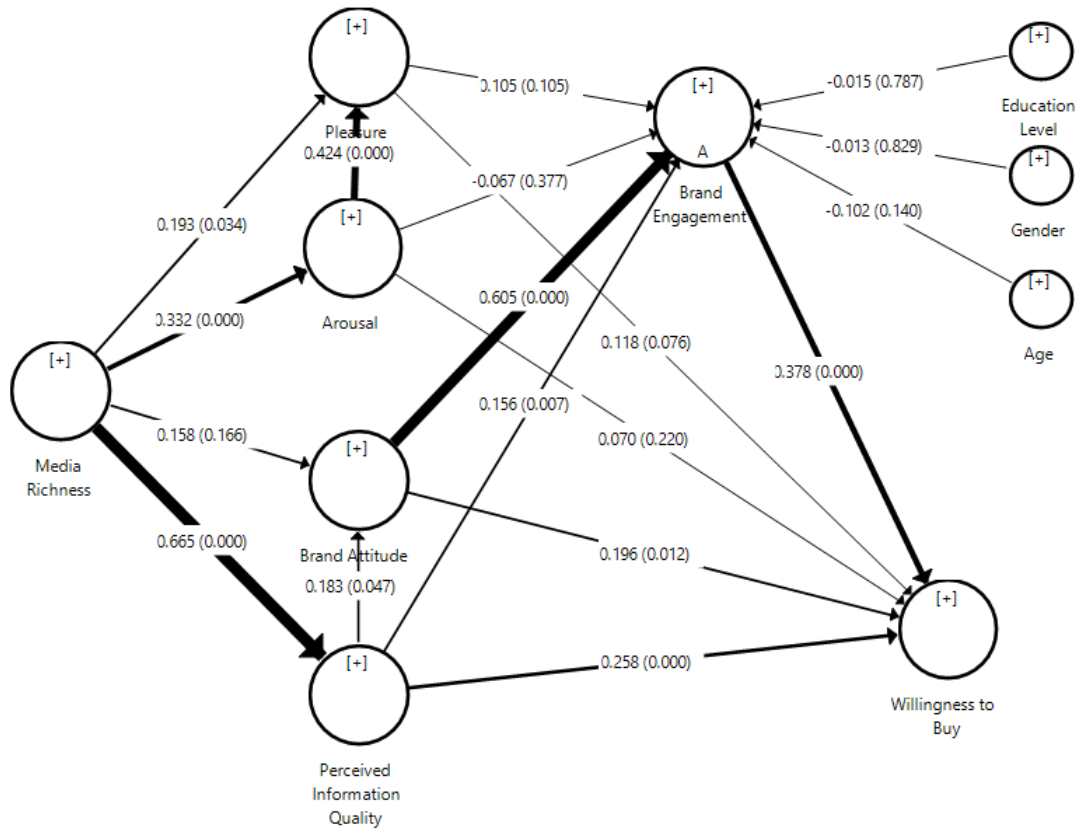 [+]
Pleasure
0.424 (0.000)
0.105 (0.105)
[+]
A
Brand
Engagement
-0.015 (0.787)
[+]
Education
Level
-0.013 (0.829)
[+]
Gender
-0.102 (0.140)
[+]
Age
-0.067 (0.377)
0.193 (0.034)
[+]
Arousal
0.332 (0.000)
0.605 (0.000)
0.118 (0.076)
0.378 (0.000)
[+]
Media
Richness
0.158 (0.166)
0.156 (0.007)
0.070 (0.220)
[+]
Brand Attitude
0.665 (0.000)
0.183 (0.047)
0.196 (0.012)
[+]
Perceived
Information
Quality
0.258 (0.000)
[+]
Willingness to
Buy